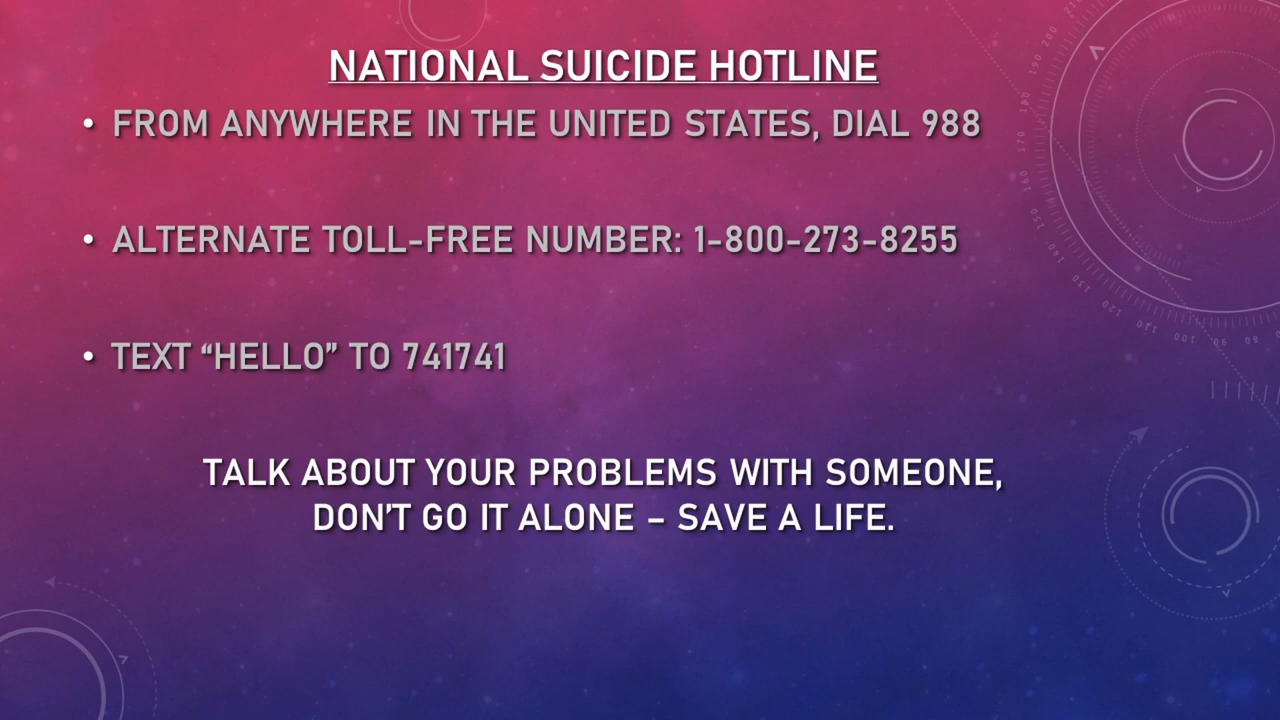 NATIONAL SUICIDE HOTLINE
• FROM ANYWHERE IN THE UNITED STATES, DIAL 988
• ALTERNATE TOLL-FREE NUMBER: 1-800-273-8255
• TEXT “HELLO” TO 741741
TALK ABOUT YOUR PROBLEMS WITH SOMEONE,
DON’T GO IT ALONE – SAVE A LIFE.